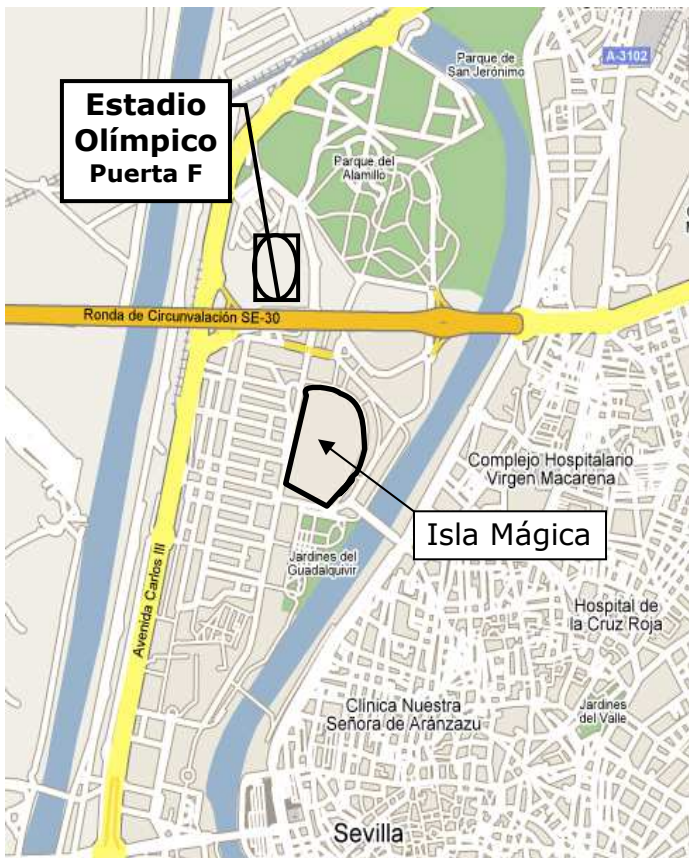 Parque de
San Jerónimo
A-3102
Estadio
Olímpico
Puerta F
Parque del
Alamillo
Ronda de Circunvalación SE-30
Complejo Hospitalario
Virgen Macarena
Isla Mágica
Jardines del
Guadalquivir
Avenida Carlos III
Hospital de
la Cruz Roja
Clínica Nuestra
Señora de Aránzazu
Jardines
del Valle
Sevilla